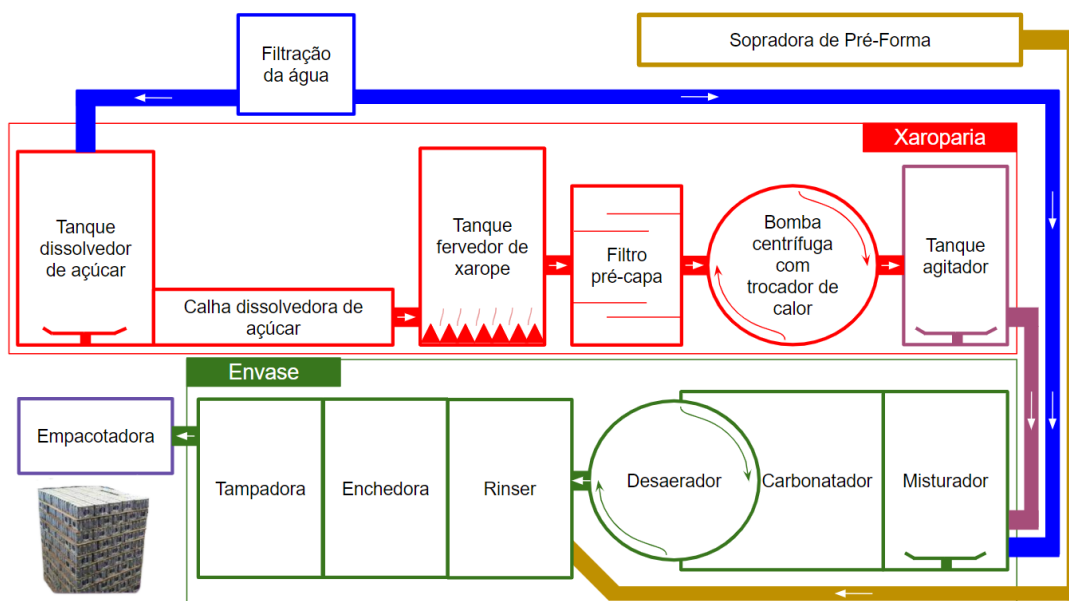 Filtração
da água
Sopradora de Pré-Forma
Xaroparia
Tanque
dissolvedor
de açúcar
Calha dissolvedora de
açúcar
Tanque
fervedor de
xarope
Filtro
pré-capa
Bomba
centrífuga
com
trocador de
calor
Tanque
agitador
Envase
Empacotadora
Tampadora
Enchedora
Rinser
Desaerador
Carbonatador
Misturador